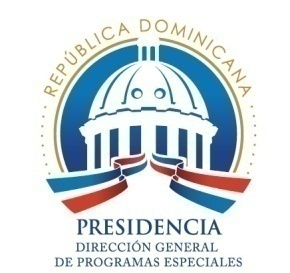 · REPÚBLICA DOMINICANA ·
PRESIDENCIA
DIRECCIÓN GENERAL
DE PROGRAMAS ESPECIALES